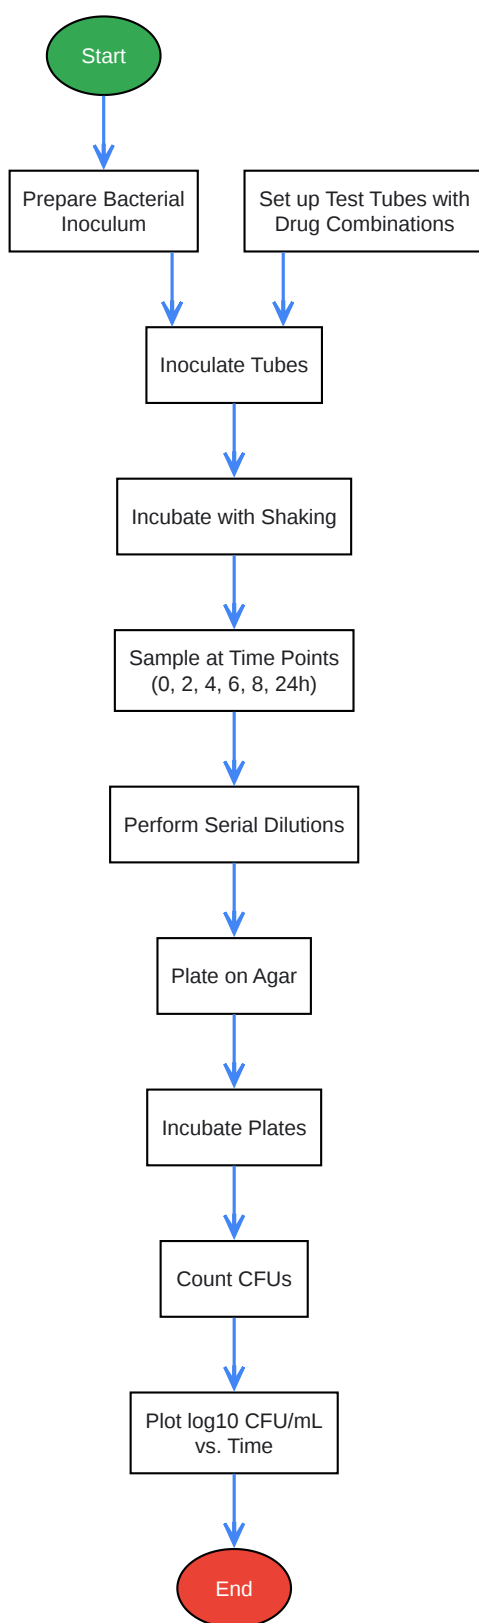 Start
Prepare Bacterial
Inoculum
Set up Test Tubes with
Drug Combinations
Inoculate Tubes
Incubate with Shaking
Sample at Time Points
(0, 2, 4, 6, 8, 24h)
Perform Serial Dilutions
Plate on Agar
Incubate Plates
Count CFUs
Plot log10 CFU/mL
vs. Time
End